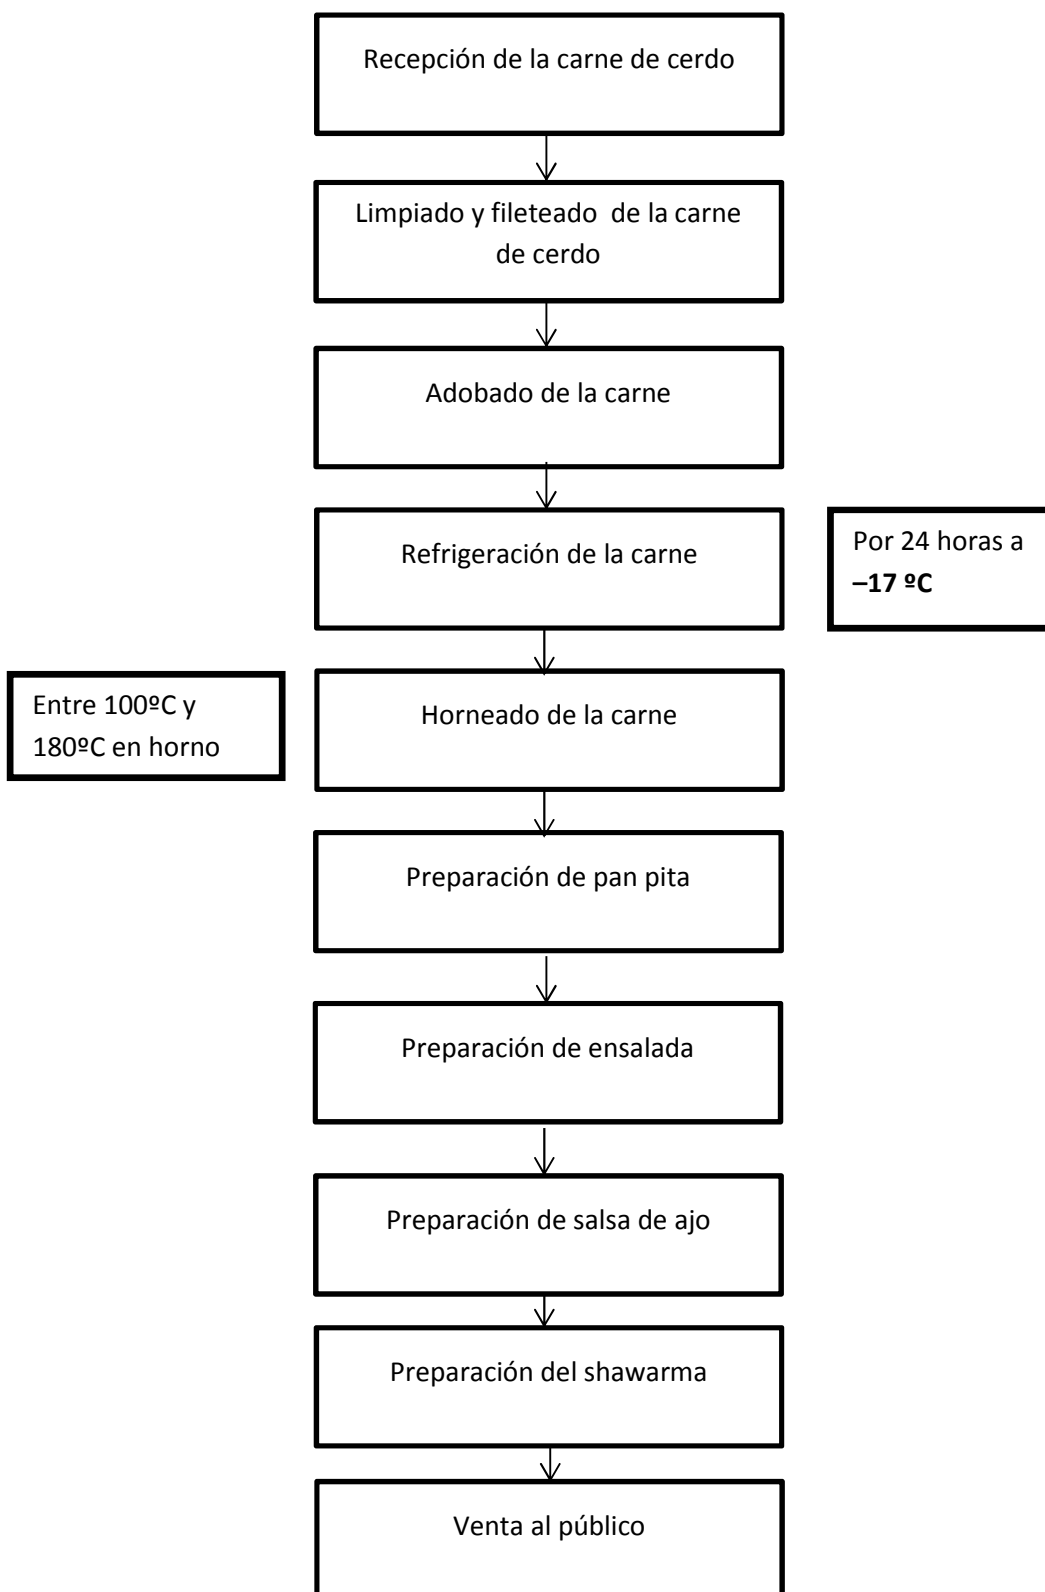 Recepción de la carne de cerdo
Limpiado y fileteado  de la carne
de cerdo
Adobado de la carne
Refrigeración de la carne
Por 24 horas a
–17 ºC
Entre 100ºC y
180ºC en horno
Horneado de la carne
Preparación de pan pita
Preparación de ensalada
Preparación de salsa de ajo
Preparación del shawarma
Venta al público